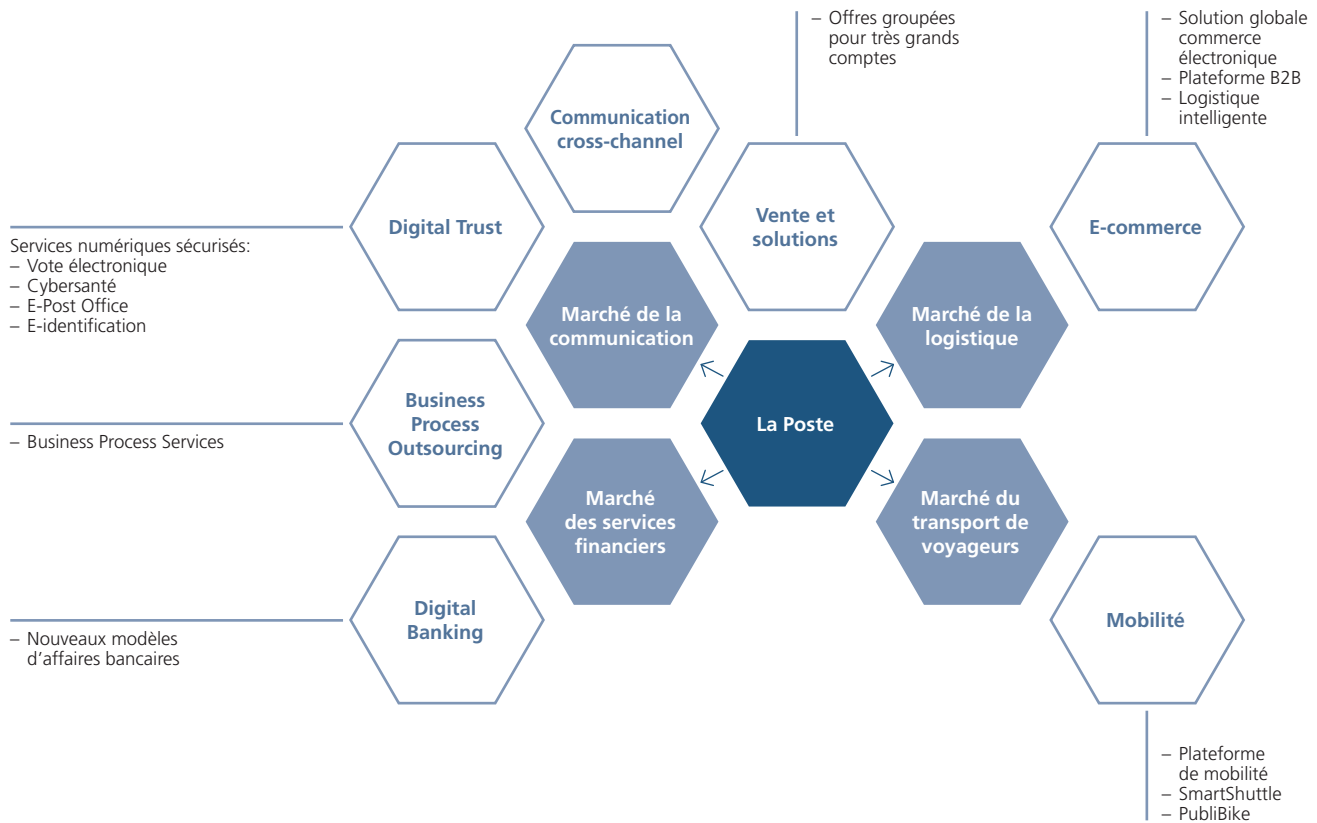 – Offres groupées
pour très grands
comptes
– Solution globale
commerce
électronique
– Plateforme B2B
– Logistique
intelligente
Communication
cross-channel
Digital Trust
Vente et
solutions
E-commerce
Services numériques sécurisés:
– Vote électronique
– Cybersanté
– E-Post Office
– E-identification
Marché de la
communication
Marché de la
logistique
Business
Process
Outsourcing
La Poste
– Business Process Services
Marché
des services
financiers
Marché du
transport de
voyageurs
Digital
Banking
Mobilité
– Nouveaux modèles
d’affaires bancaires
– Plateforme
de mobilité
– SmartShuttle
– PubliBike